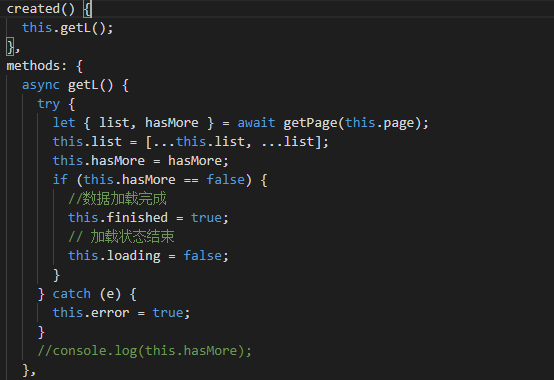 created() {
  this.getL();
},
methods: {
  async getL() {
    try {
      let { list, hasMore } = await getPage(this.page);
      this.list = [...this.list, ...list];
      this.hasMore = hasMore;
      if (this.hasMore == false) {
        //数据加载完成
        this.finished = true;
        // 加载状态结束
        this.loading = false;
      }
    } catch (e) {
      this.error = true;
    }
    //console.log(this.hasMore);
  },